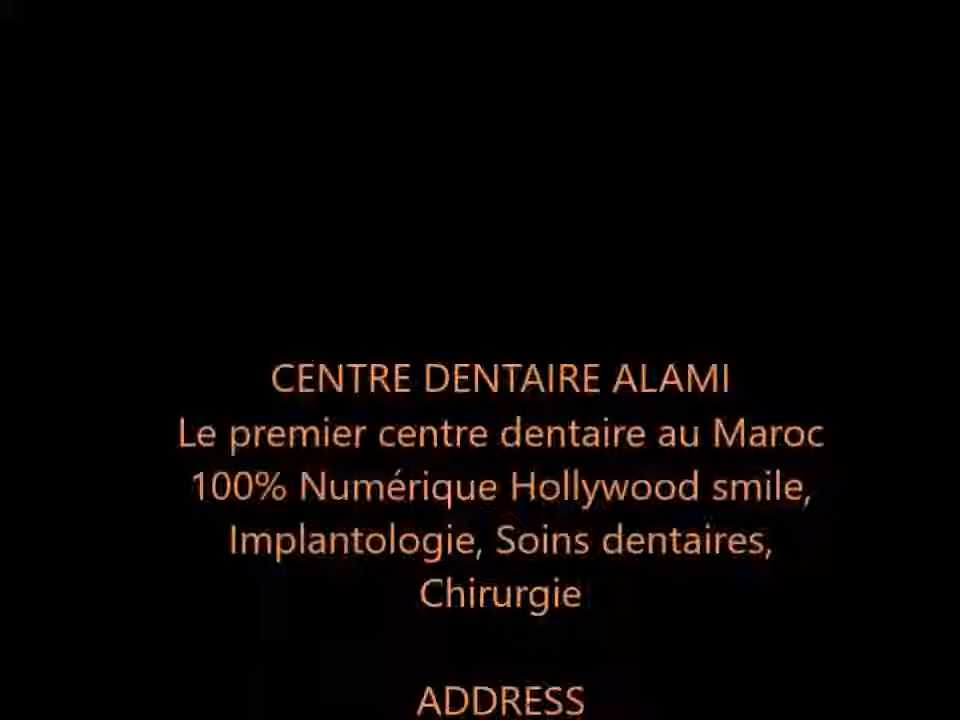 CENTRE DENTAIRE ALAMI
Le premier centre dentaire au Maroc
100% Numérique Hollywood smile,
Implantologie, Soins dentaires,
Chirurgie
ADDRESS